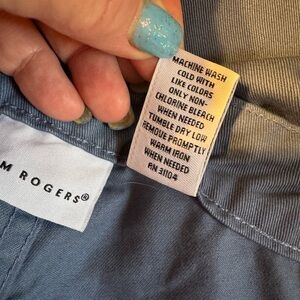 MACHINE WASH
COLD WITH
LIKE COLORS
ONLY NON-
CHLORINE BLEACH
WHEN NEEDED
TUMBLE DRY LOW
REMOVE PROMPTLY
WARM IRON
WHEN NEEDED
RN 31104
M ROGERS®